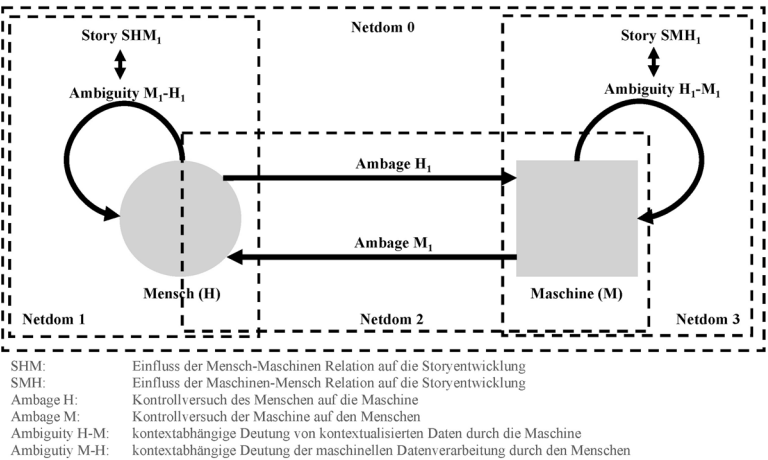 Netdom 0
Story SHM₁
Story SMH₁
Ambiguity M₁-H₁
Ambiguity H₁-M₁
Ambage H₁
Ambage M₁
Mensch (H)
Maschine (M)
Netdom 1
Netdom 2
Netdom 3
SHM: Einfluss der Mensch-Maschinen Relation auf die Storyentwicklung
SMH: Einfluss der Maschinen-Mensch Relation auf die Storyentwicklung
Ambage H: Kontrollversuch des Menschen auf die Maschine
Ambage M: Kontrollversuch der Maschine auf den Menschen
Ambiguity H-M: kontextabhängige Deutung von kontextualisierten Daten durch die Maschine
Ambigutiy M-H: kontextabhängige Deutung der maschinellen Datenverarbeitung durch den Menschen